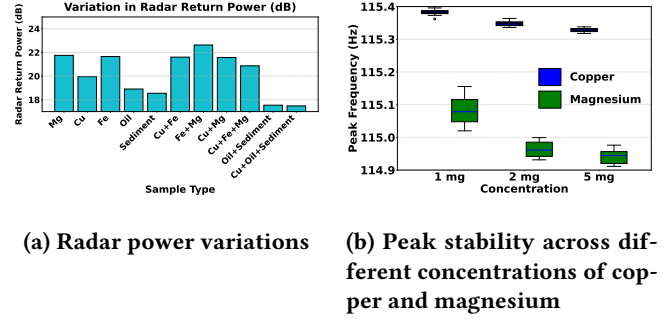 Variation in Radar Return Power (dB)
Radar Return Power (dB)
24
22
20
18
Mg
Cu
Fe
Oil
Sediment
Cu+Fe
Fe+Mg
Cu+Mg
Cu+Fe+Mg
Oil+Sediment
Cu+Oil+Sediment
Sample Type
(a) Radar power variations
Peak Frequency (Hz)
115.4
115.3
115.2
115.1
115.0
114.9
Copper
Magnesium
1 mg
2 mg
5 mg
Concentration
(b) Peak stability across dif-
ferent concentrations of cop-
per and magnesium